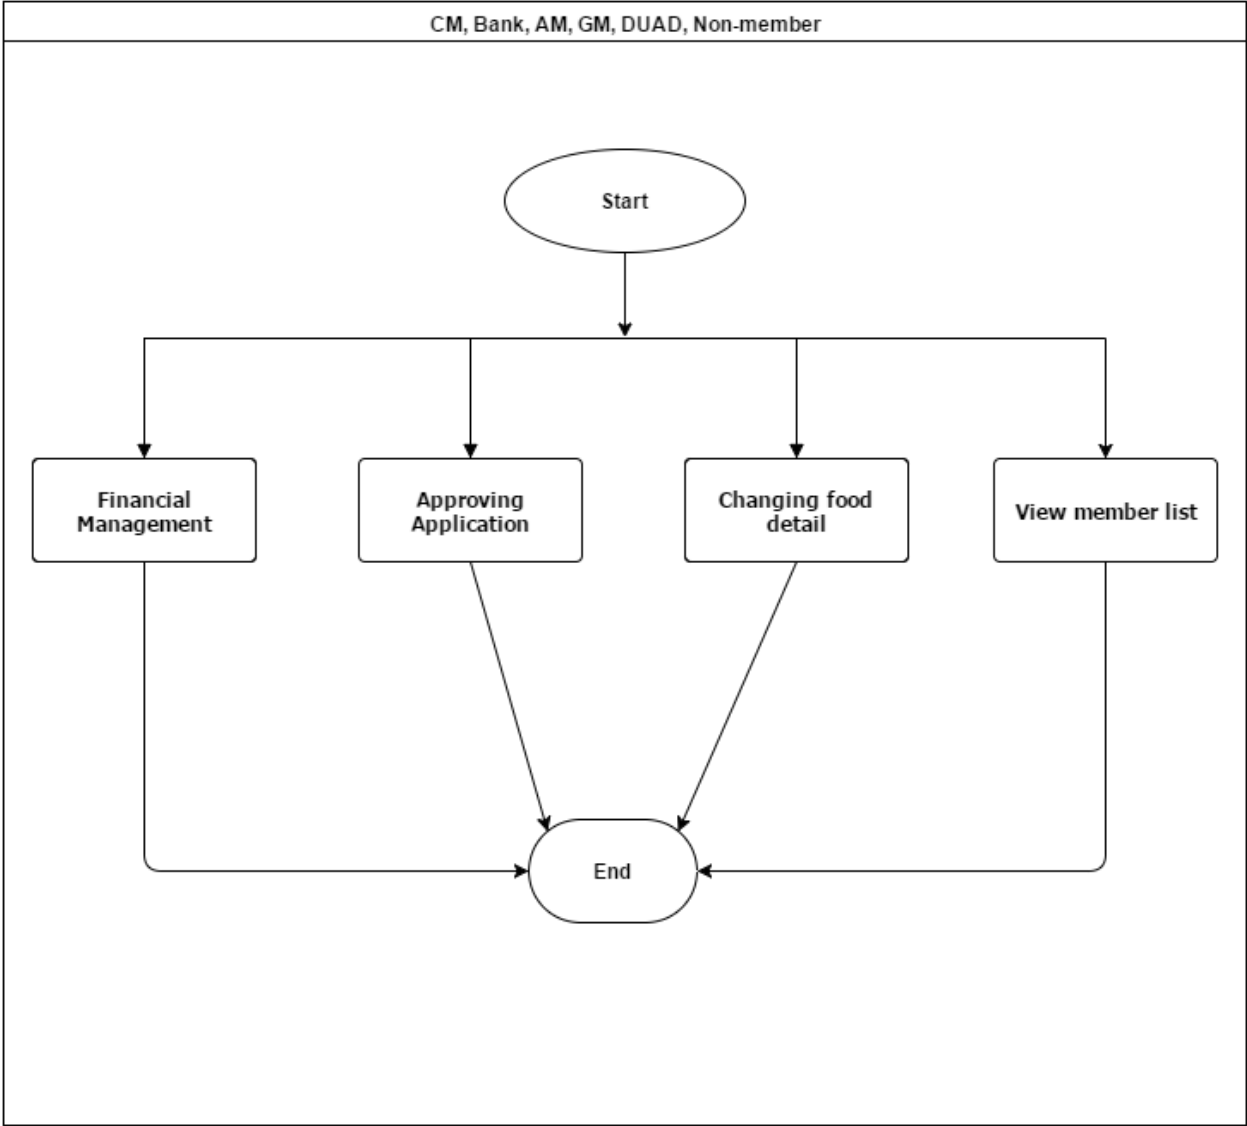 CM, Bank, AM, GM, DUAD, Non-member
Start
Financial
Management
Approving
Application
Changing food
detail
View member list
End